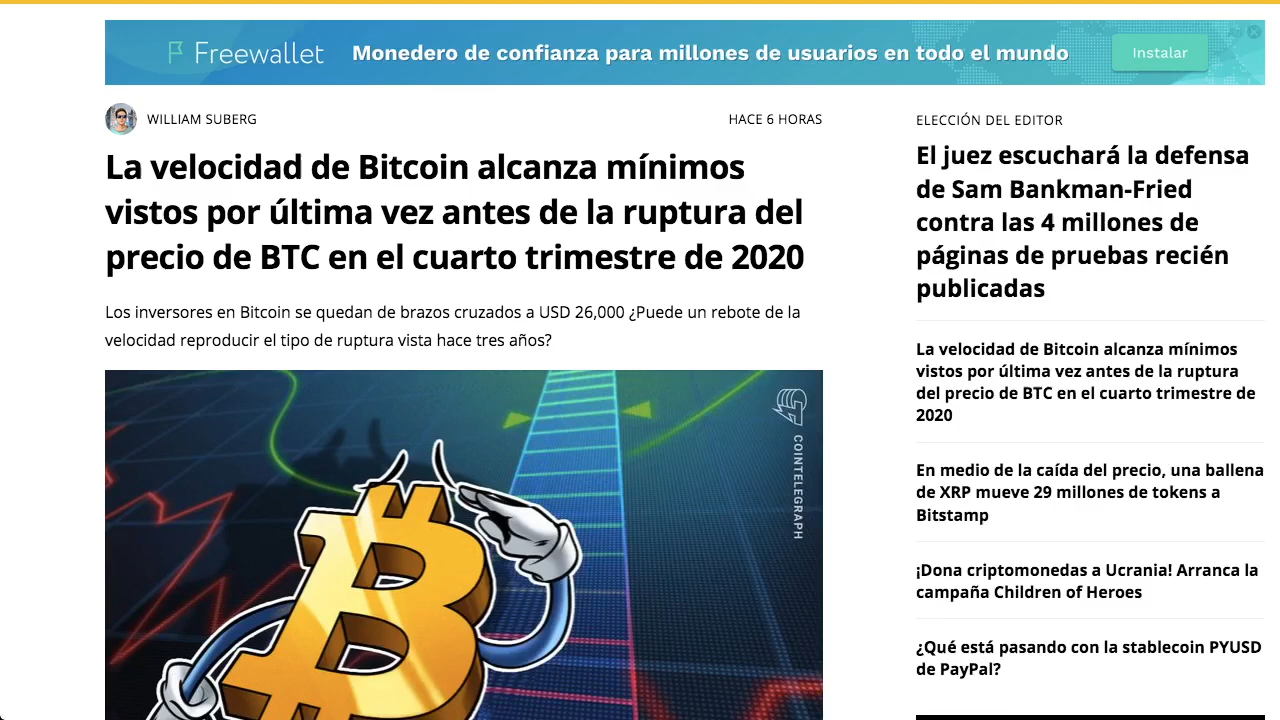 Freewallet
Monedero de confianza para millones de usuarios en todo el mundo
Instalar
WILLIAM SUBERG
HACE 6 HORAS
La velocidad de Bitcoin alcanza mínimos
vistos por última vez antes de la ruptura del
precio de BTC en el cuarto trimestre de 2020
Los inversores en Bitcoin se quedan de brazos cruzados a USD 26,000 ¿Puede un rebote de la
velocidad reproducir el tipo de ruptura vista hace tres años?
COINTELEGRAPH
ELECCIÓN DEL EDITOR
El juez escuchará la defensa
de Sam Bankman-Fried
contra las 4 millones de
páginas de pruebas recién
publicadas
La velocidad de Bitcoin alcanza mínimos
vistos por última vez antes de la ruptura
del precio de BTC en el cuarto trimestre de
2020
En medio de la caída del precio, una ballena
de XRP mueve 29 millones de tokens a
Bitstamp
¡Dona criptomonedas a Ucrania! Arranca la
campaña Children of Heroes
¿Qué está pasando con la stablecoin PYUSD
de PayPal?